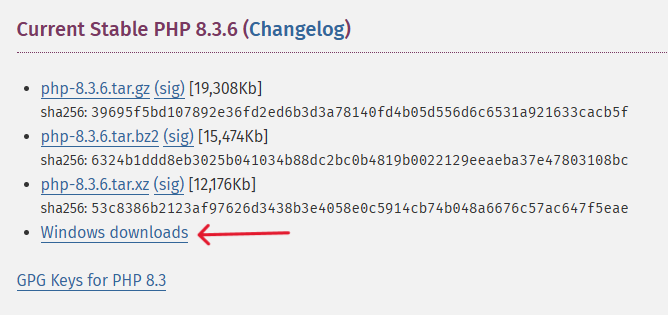 Current Stable PHP 8.3.6 (Changelog)
php-8.3.6.tar.gz (sig) [19,308Kb]
sha256: 39695f5bd107892e36fd2ed6b3d3a78140fd4b05d556d6c6531a921633cacb5f
php-8.3.6.tar.bz2 (sig) [15,474Kb]
sha256: 6324b1ddd8eb3025b041034b88dc2bc0b4819b0022129eeaeba37e47803108bc
php-8.3.6.tar.xz (sig) [12,176Kb]
sha256: 53c8386b2123af97626d3438b3e4058e0c5914cb74b048a6676c57ac647f5eae
Windows downloads
GPG Keys for PHP 8.3